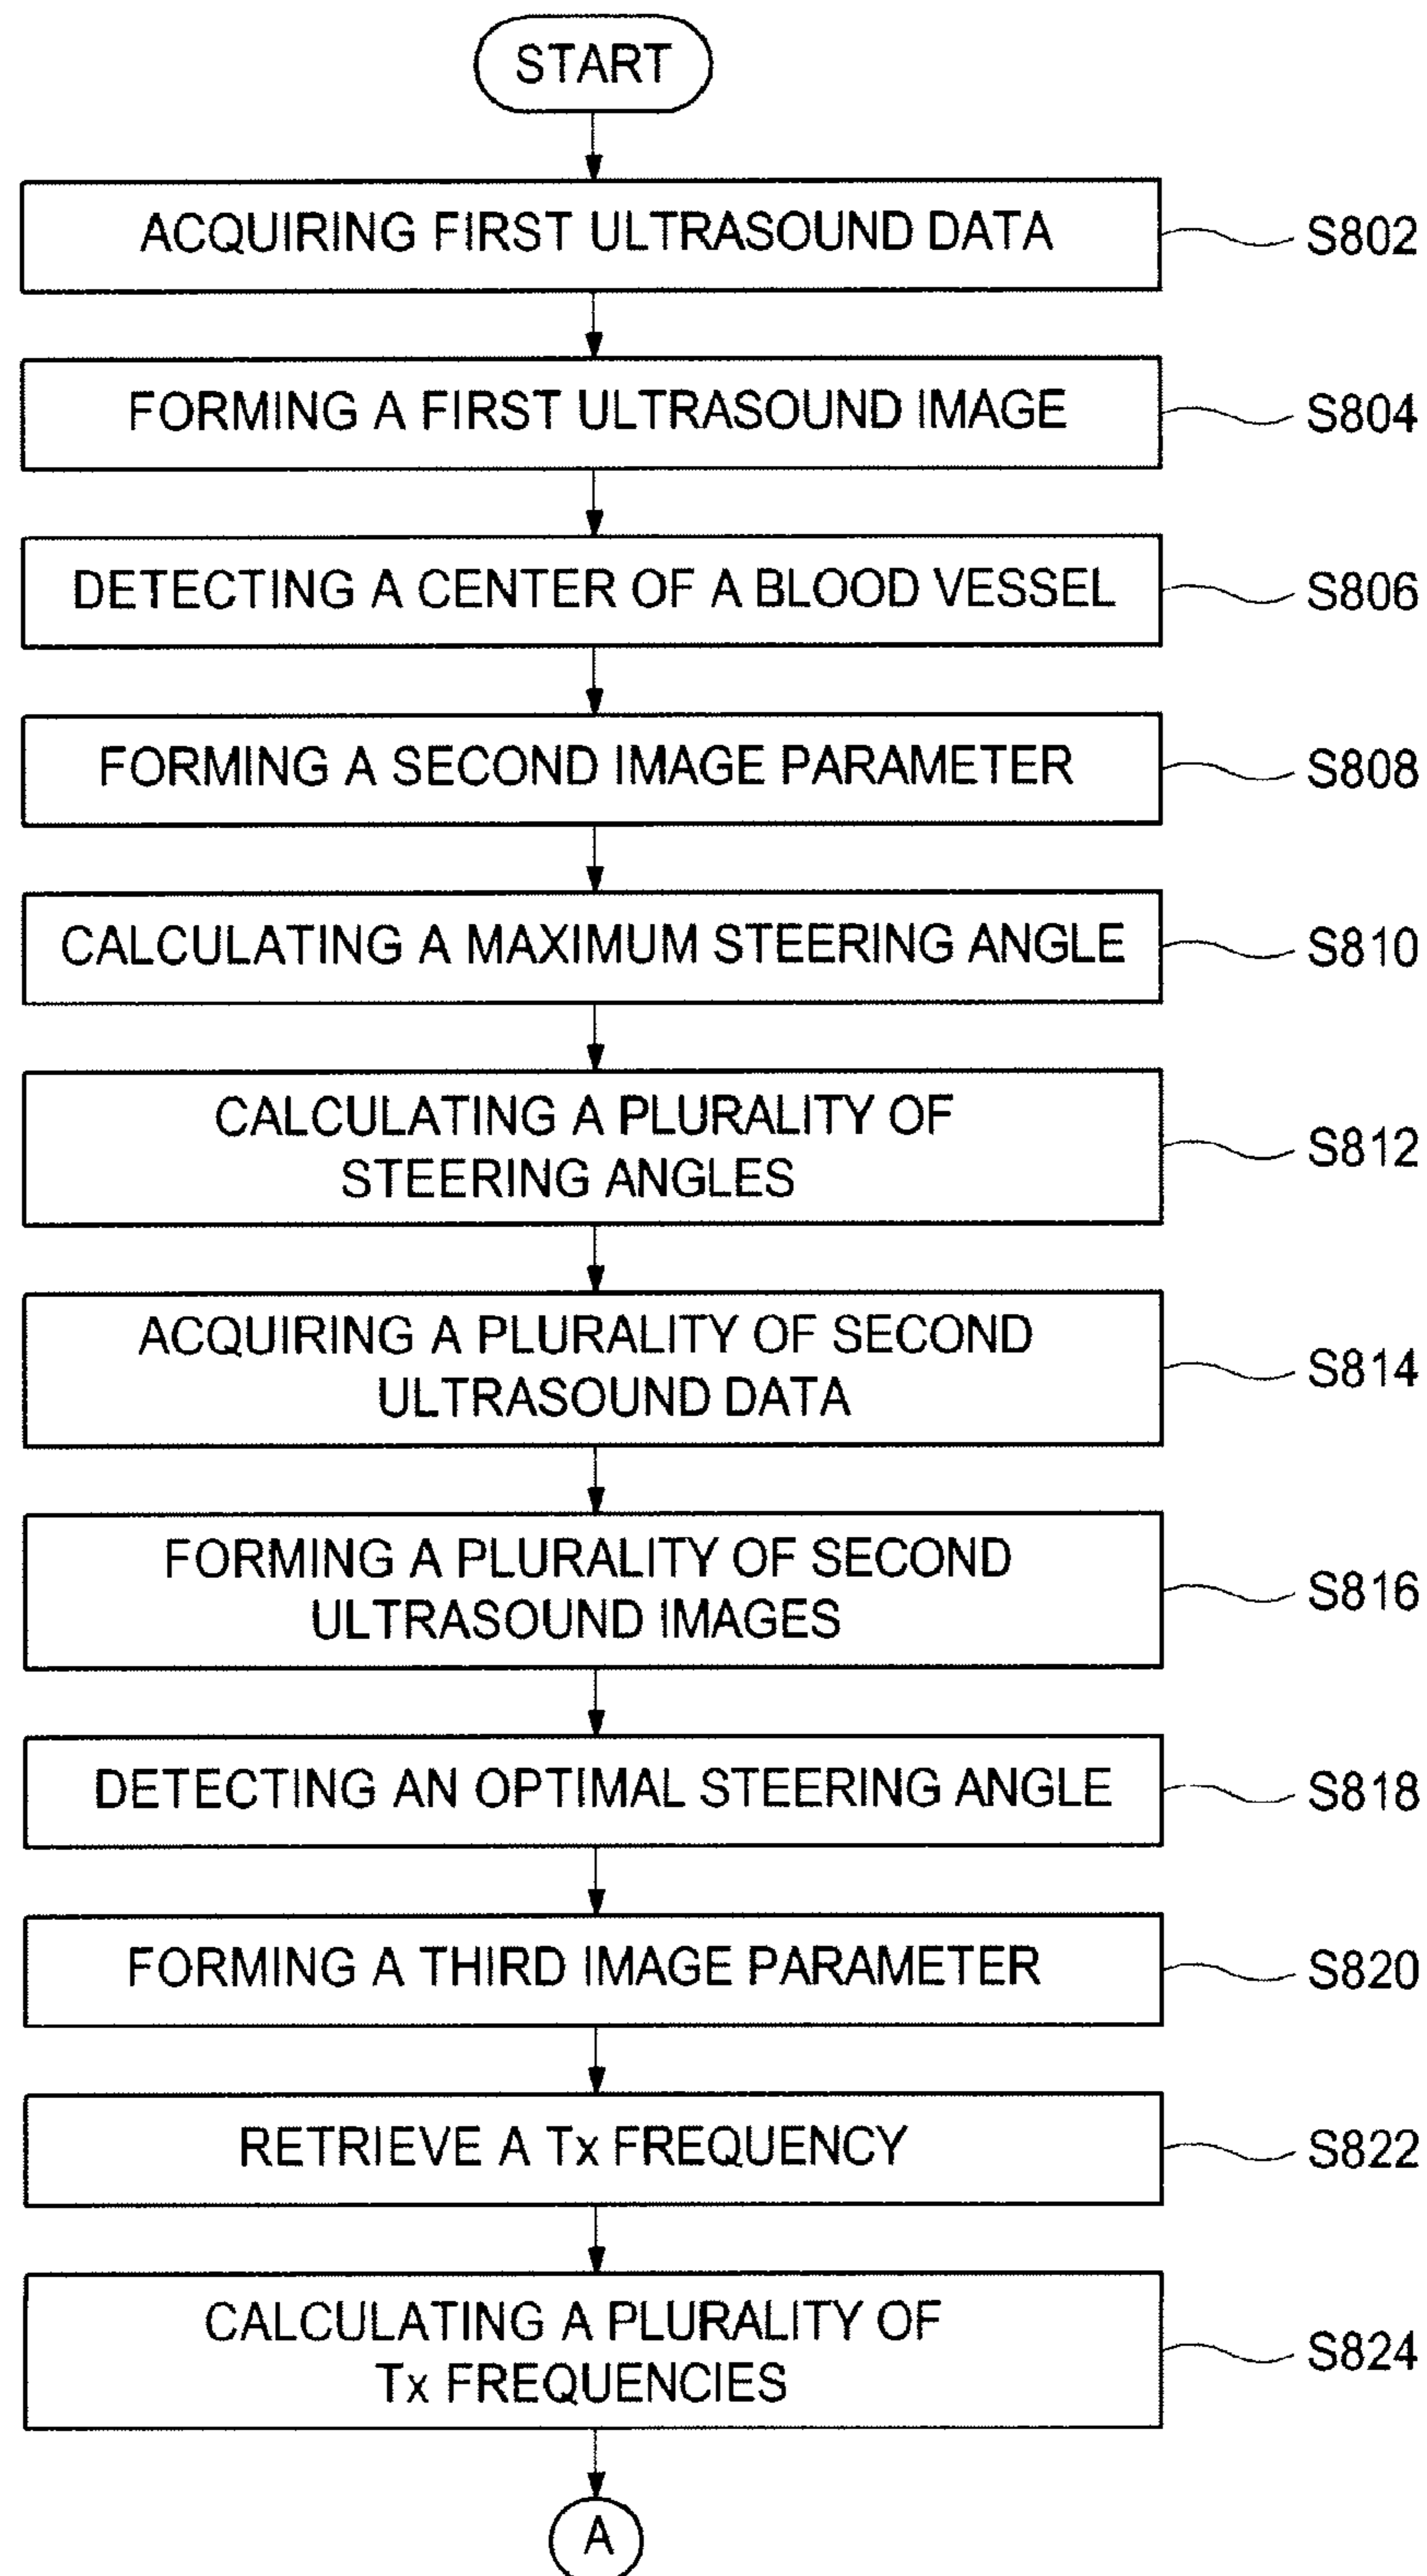 START
ACQUIRING FIRST ULTRASOUND DATA
S802
FORMING A FIRST ULTRASOUND IMAGE
S804
DETECTING A CENTER OF A BLOOD VESSEL
S806
FORMING A SECOND IMAGE PARAMETER
S808
CALCULATING A MAXIMUM STEERING ANGLE
S810
CALCULATING A PLURALITY OF
STEERING ANGLES
S812
ACQUIRING A PLURALITY OF SECOND
ULTRASOUND DATA
S814
FORMING A PLURALITY OF SECOND
ULTRASOUND IMAGES
S816
DETECTING AN OPTIMAL STEERING ANGLE
S818
FORMING A THIRD IMAGE PARAMETER
S820
RETRIEVE A Tx FREQUENCY
S822
CALCULATING A PLURALITY OF
Tx FREQUENCIES
S824
A